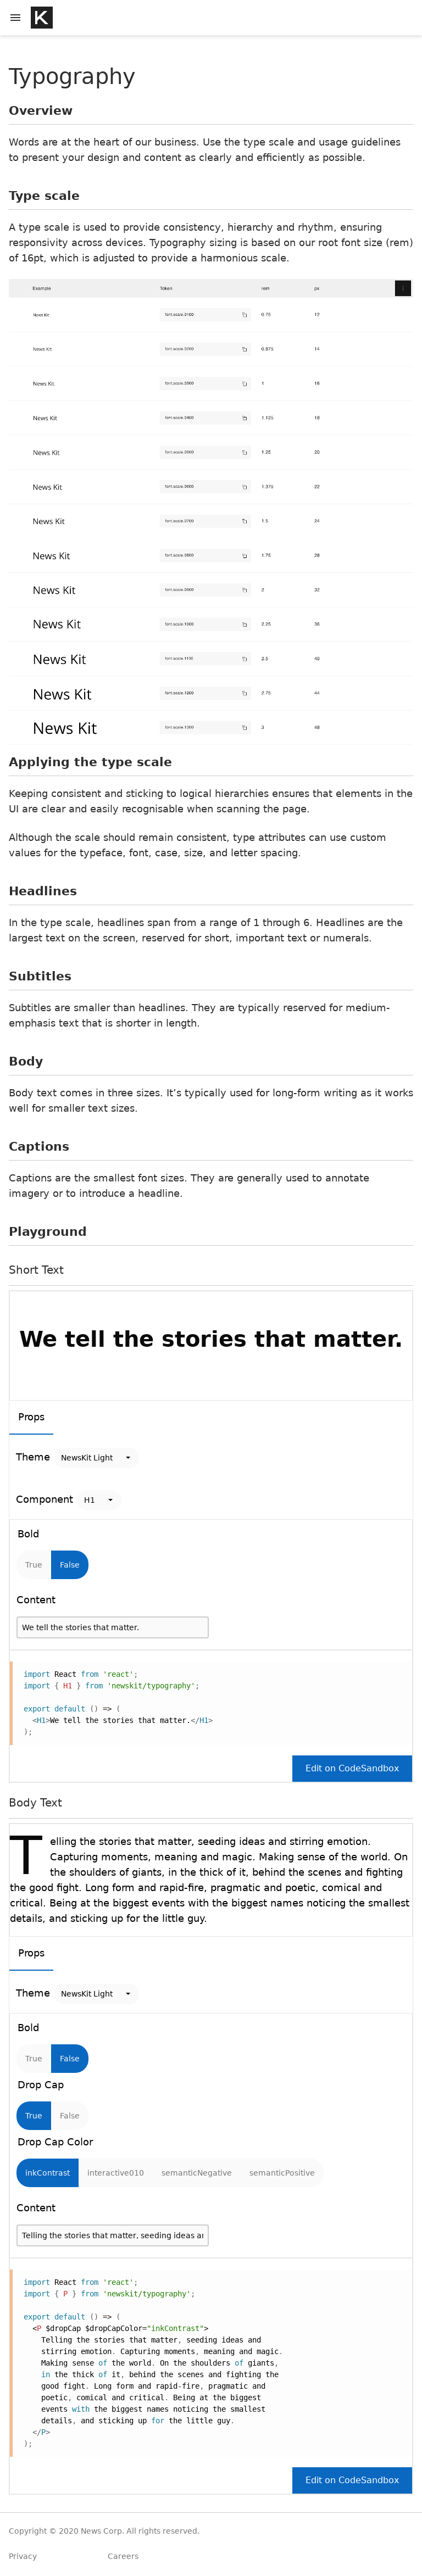 K
Typography
Overview
Words are at the heart of our business. Use the type scale and usage guidelines
to present your design and content as clearly and efficiently as possible.
Type scale
A type scale is used to provide consistency, hierarchy and rhythm, ensuring
responsivity across devices. Typography sizing is based on our root font size (rem)
of 16pt, which is adjusted to provide a harmonious scale.
Example Token rem px
News Kit 0.75 12
News Kit 0.875 14
News Kit 1 16
News Kit 1.125 18
News Kit 1.25 20
News Kit 1.375 22
News Kit 1.5 24
News Kit 1.75 28
News Kit 2 32
News Kit 2.25 36
News Kit 2.5 40
News Kit 2.75 44
News Kit 3 48
Applying the type scale
Keeping consistent and sticking to logical hierarchies ensures that elements in the
UI are clear and easily recognisable when scanning the page.
Although the scale should remain consistent, type attributes can use custom
values for the typeface, font, case, size, and letter spacing.
Headlines
In the type scale, headlines span from a range of 1 through 6. Headlines are the
largest text on the screen, reserved for short, important text or numerals.
Subtitles
Subtitles are smaller than headlines. They are typically reserved for medium-
emphasis text that is shorter in length.
Body
Body text comes in three sizes. It’s typically used for long-form writing as it works
well for smaller text sizes.
Captions
Captions are the smallest font sizes. They are generally used to annotate
imagery or to introduce a headline.
Playground
Short Text
We tell the stories that matter.
Props
Theme NewsKit Light
Component H1
Bold
True False
Content
We tell the stories that matter.
import React from 'react';
import { H1 } from 'newskit/typography';
export default () => (
<H1>We tell the stories that matter.</H1>
);
Edit on CodeSandbox
Body Text
Telling the stories that matter, seeding ideas and stirring emotion.
Capturing moments, meaning and magic. Making sense of the world. On
the shoulders of giants, in the thick of it, behind the scenes and fighting
the good fight. Long form and rapid-fire, pragmatic and poetic, comical and
critical. Being at the biggest events with the biggest names noticing the smallest
details, and sticking up for the little guy.
Props
Theme NewsKit Light
Bold
True False
Drop Cap
True False
Drop Cap Color
inkContrast interactive010 semanticNegative semanticPositive
Content
Telling the stories that matter, seeding ideas an
import React from 'react';
import { P } from 'newskit/typography';
export default () => (
<P $dropCap $dropCapColor="inkContrast">
Telling the stories that matter, seeding ideas and
stirring emotion. Capturing moments, meaning and magic.
Making sense of the world. On the shoulders of giants,
in the thick of it, behind the scenes and fighting the
good fight. Long form and rapid-fire, pragmatic and
poetic, comical and critical. Being at the biggest
events with the biggest names noticing the smallest
details, and sticking up for the little guy.
</P>
);
Edit on CodeSandbox
Copyright © 2020 News Corp. All rights reserved.
Privacy Careers